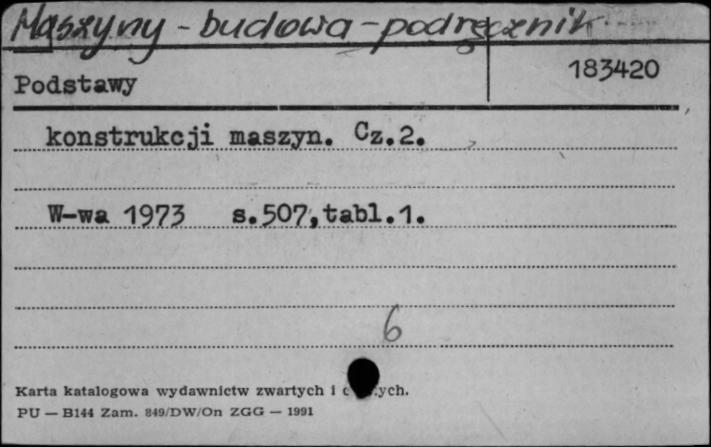 Maszyny - budowa - podręcznik
183420
Podstawy
konstrukcji maszyn. Cz.2.
W-wa 1973 s.507,tabl.1.
6
Karta katalogowa wydawnictw zwartych i
PU — B144 Zam. 849/DW/On ZGG — 1991